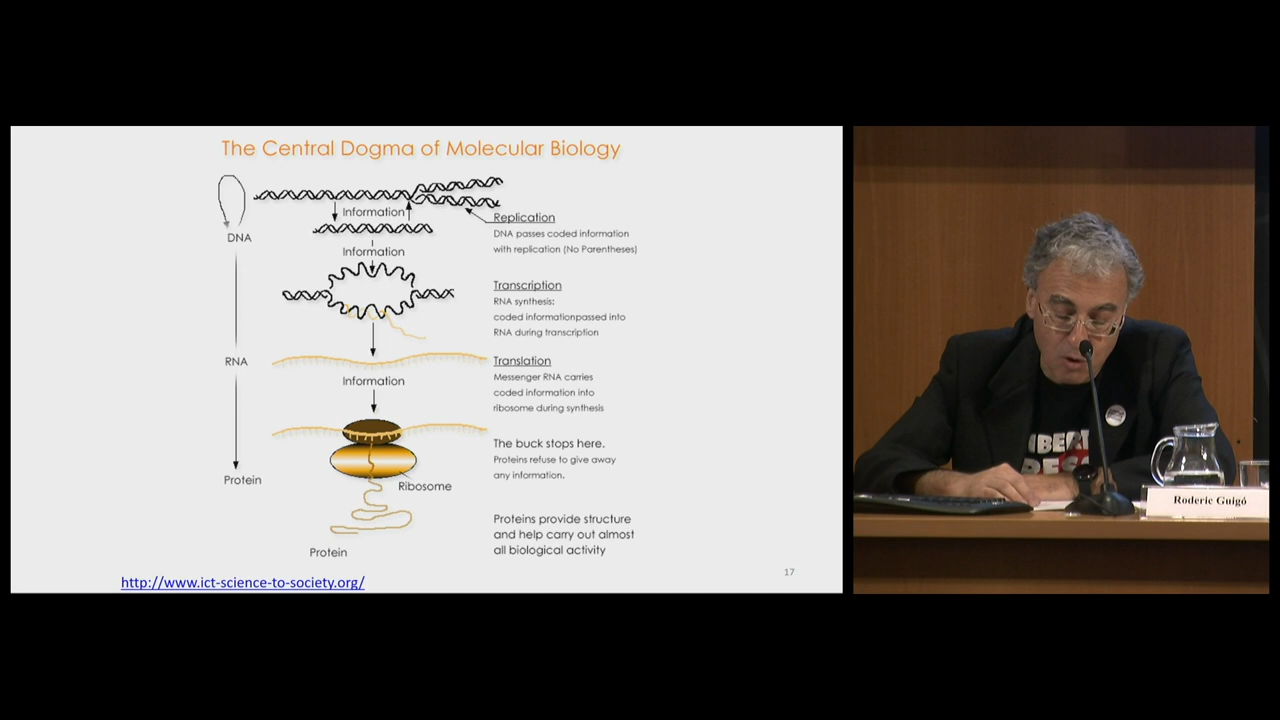 The Central Dogma of Molecular Biology
Information
Replication
DNA
DNA passes coded information
with replication (No Parentheses)
Information
Transcription
RNA synthesis:
coded informationpassed into
RNA during transcription
RNA
Translation
Information
Messenger RNA carries
coded information into
ribosome during synthesis
The buck stops here.
Proteins refuse to give away
any information.
Protein
Ribosome
Proteins provide structure
and help carry out almost
all biological activity
Protein
17
http://www.ict-science-to-society.org/
Roderic Guigó